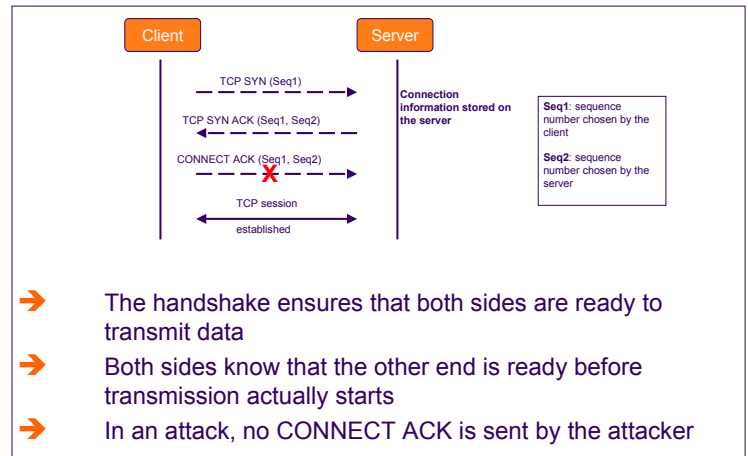 Client
Server
TCP SYN (Seq1)
Connection
information stored on
the server
TCP SYN ACK (Seq1, Seq2)
CONNECT ACK (Seq1, Seq2)
X
TCP session
established
Seq1: sequence
number chosen by the
client
Seq2: sequence
number chosen by the
server
The handshake ensures that both sides are ready to
transmit data
Both sides know that the other end is ready before
transmission actually starts
In an attack, no CONNECT ACK is sent by the attacker